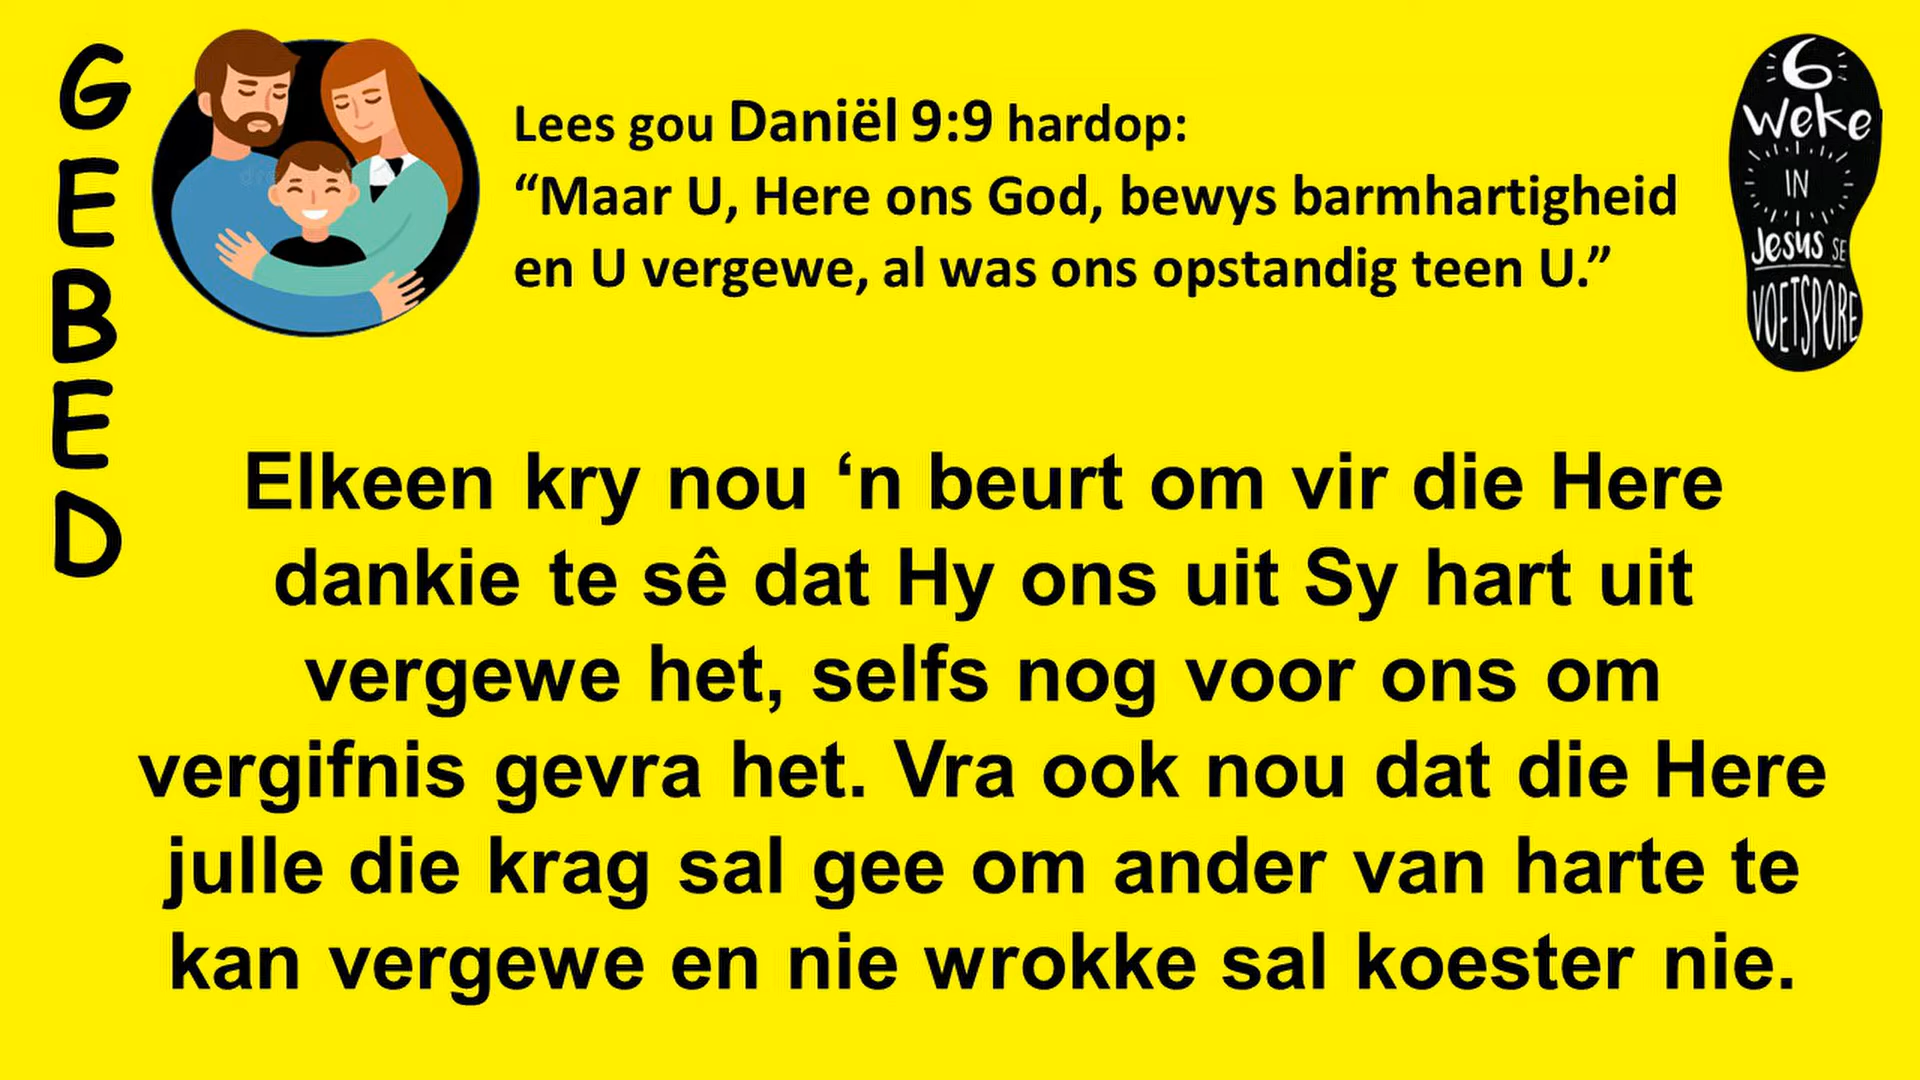 GEBED
Lees gou Daniël 9:9 hardop:
“Maar U, Here ons God, bewys barmhartigheid
en U vergewe, al was ons opstandig teen U.”
6
weke
IN
Jesus SE
VOETSPORE
Elkeen kry nou ‘n beurt om vir die Here
dankie te sê dat Hy ons uit Sy hart uit
vergewe het, selfs nog voor ons om
vergifnis gevra het. Vra ook nou dat die Here
julle die krag sal gee om ander van harte te
kan vergewe en nie wrokke sal koester nie.